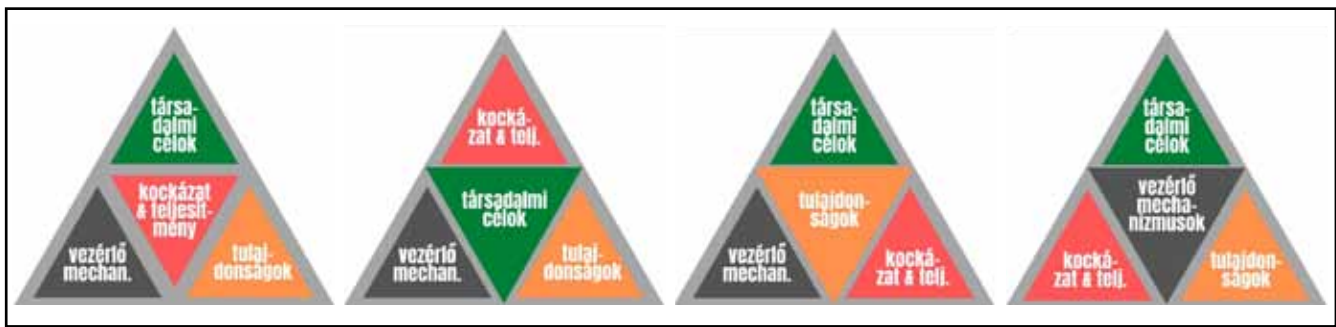 társa-
dalmi
célok
kockázat
& teljesít-
mény
vezérlő
mechan.
tulaj-
donságok
kocká-
zat & telj.
társadalmi
célok
vezérlő
mechan.
tulaj-
donságok
társa-
dalmi
célok
tulajdon-
ságok
vezérlő
mechan.
kocká-
zat & telj.
társa-
dalmi
célok
vezérlő
mecha-
nizmusok
kocká-
zat & telj.
tulajdon-
ságok